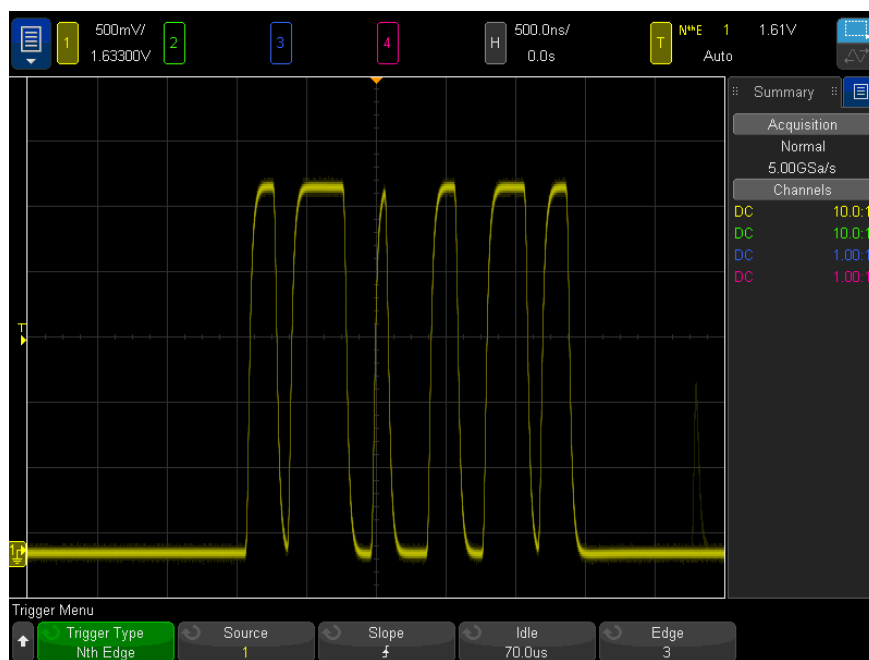 500mV/ 500.0ns/ NthE 1 1.61V
1 2 3 4 H T
1.63300V 0.0s Auto
Summary
Acquisition
Normal
5.00GSa/s
Channels
DC 10.0:1
DC 10.0:1
DC 1.00:1
DC 1.00:1
T
1
Trigger Menu
Trigger Type Source Slope Idle Edge
Nth Edge 1 70.0us 3